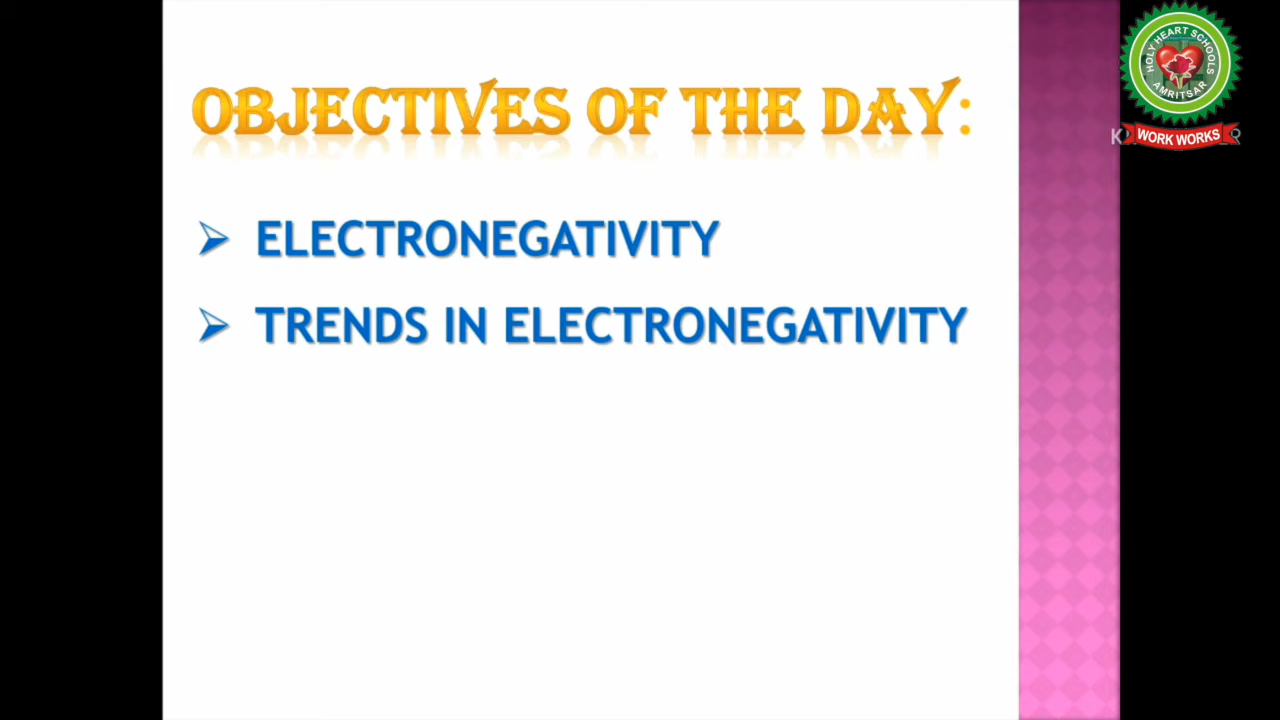 OBJECTIVES OF THE DAY:
ELECTRONEGATIVITY
TRENDS IN ELECTRONEGATIVITY
HOLY HEART SCHOOLS
AMRITSAR
WORK WORKS